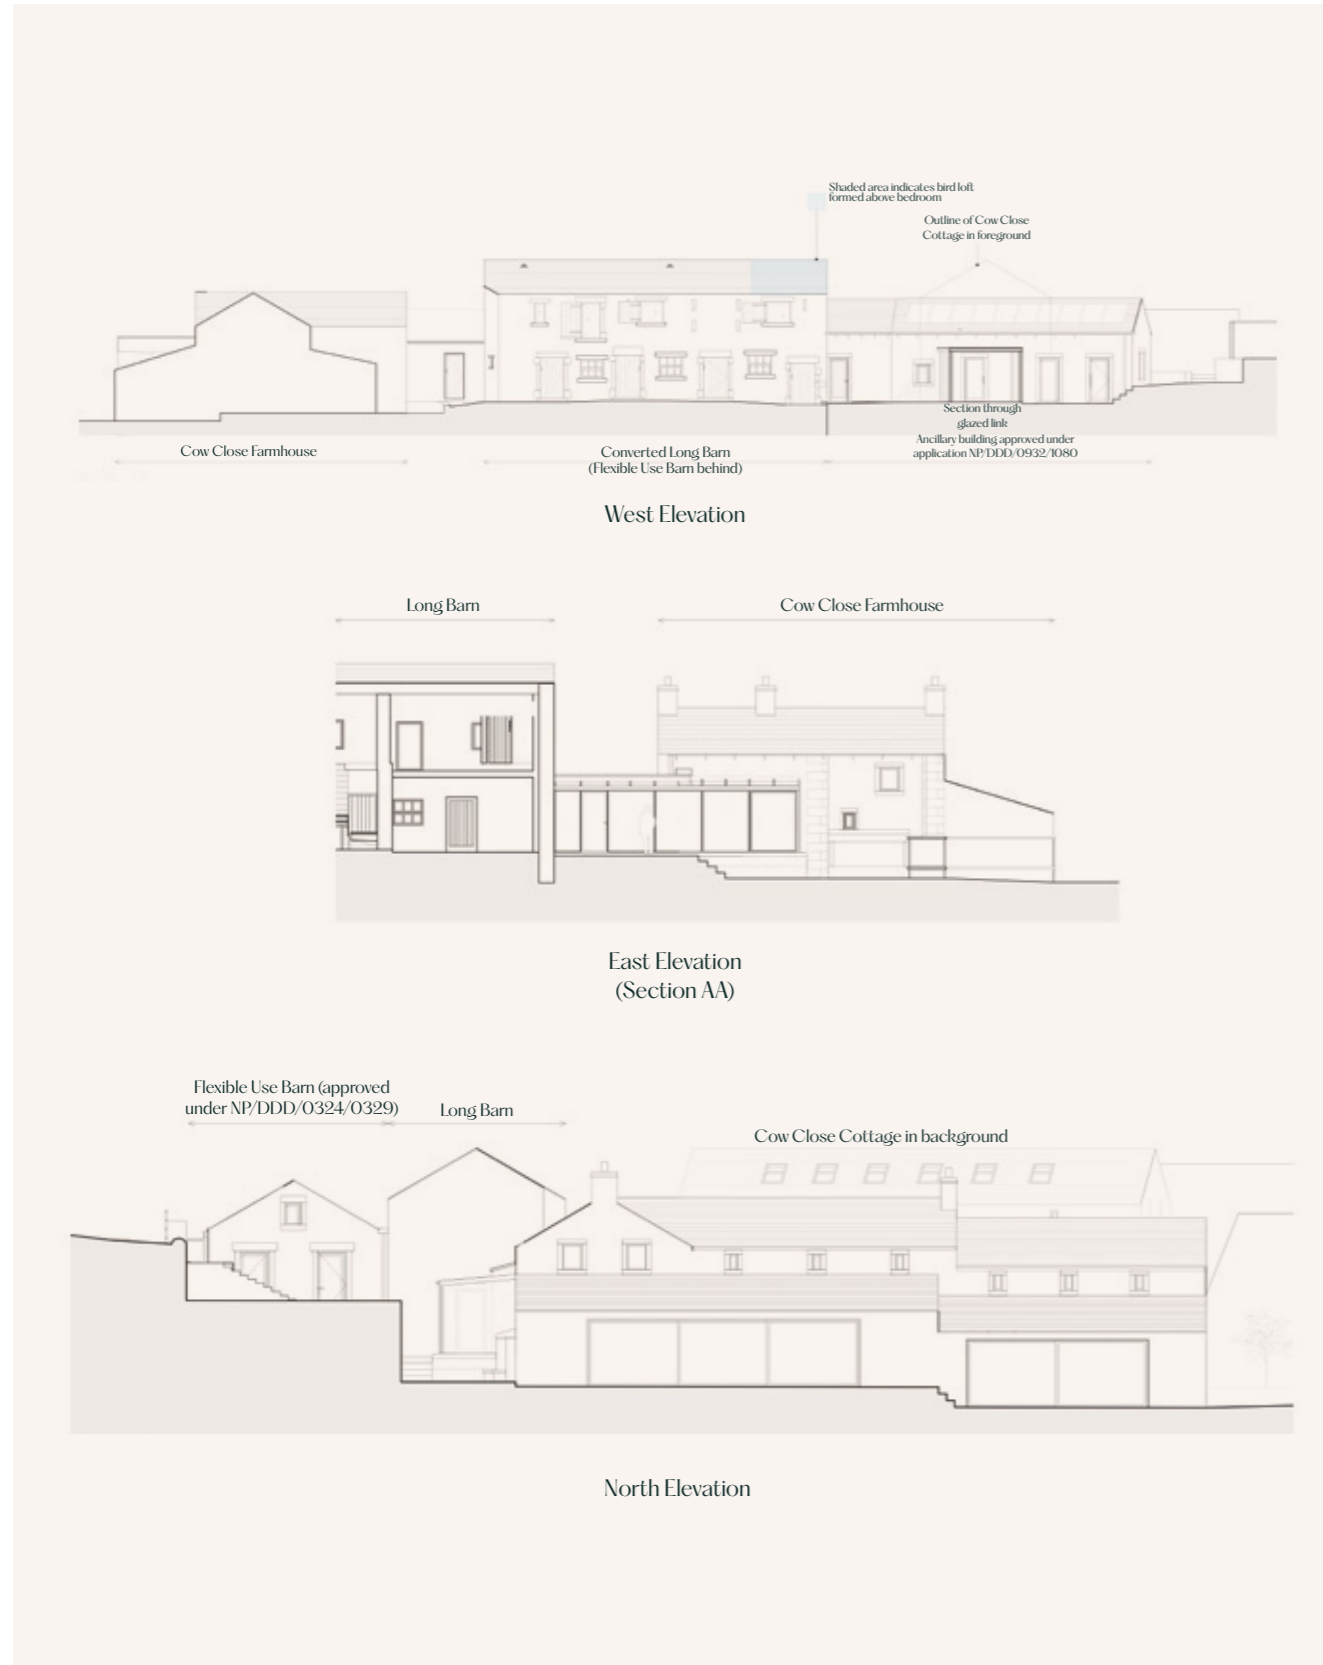 Shaded area indicates bird loft
formed above bedroom
Outline of Cow Close
Cottage in foreground
Section through
glazed link
Cow Close Farmhouse
Converted Long Barn
(Flexible Use Barn behind)
Ancillary building approved under
application NP/DDD/0932/1080
West Elevation
Long Barn
Cow Close Farmhouse
East Elevation
(Section AA)
Flexible Use Barn (approved
under NP/DDD/0324/0329)
Long Barn
Cow Close Cottage in background
North Elevation